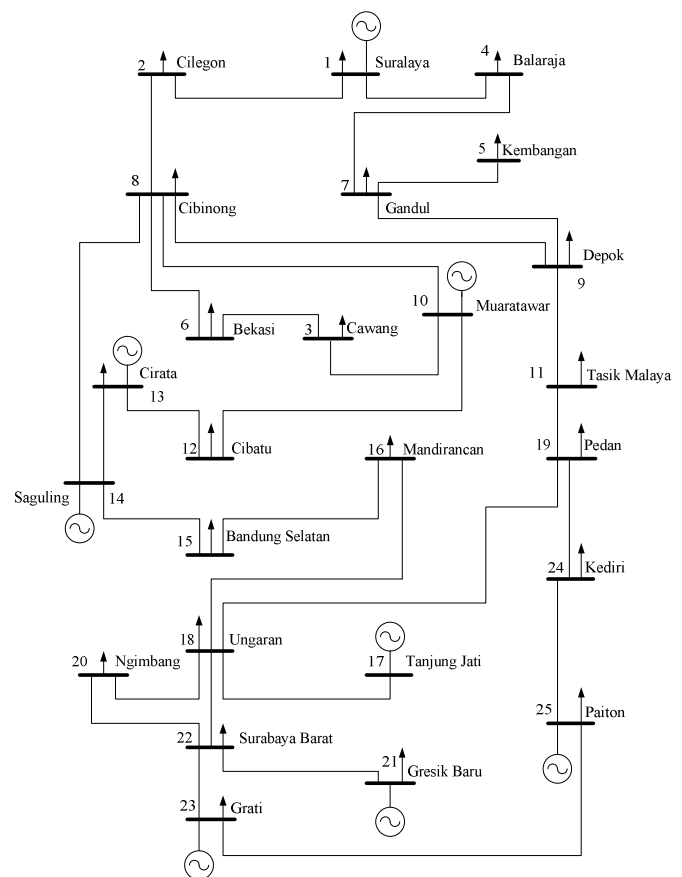 2 Cilegon
1 Suralaya
4 Balaraja
5 Kembangan
8 Cibinong
7 Gandul
Depok
9
10 Muaratawar
6 Bekasi
3 Cawang
Cirata
13
11 Tasik Malaya
12 Cibatu
16 Mandirancan
19 Pedan
Saguling 14
15 Bandung Selatan
24 Kediri
18 Ungaran
20 Ngimbang
17 Tanjung Jati
25 Paiton
22 Surabaya Barat
21 Gresik Baru
23 Grati